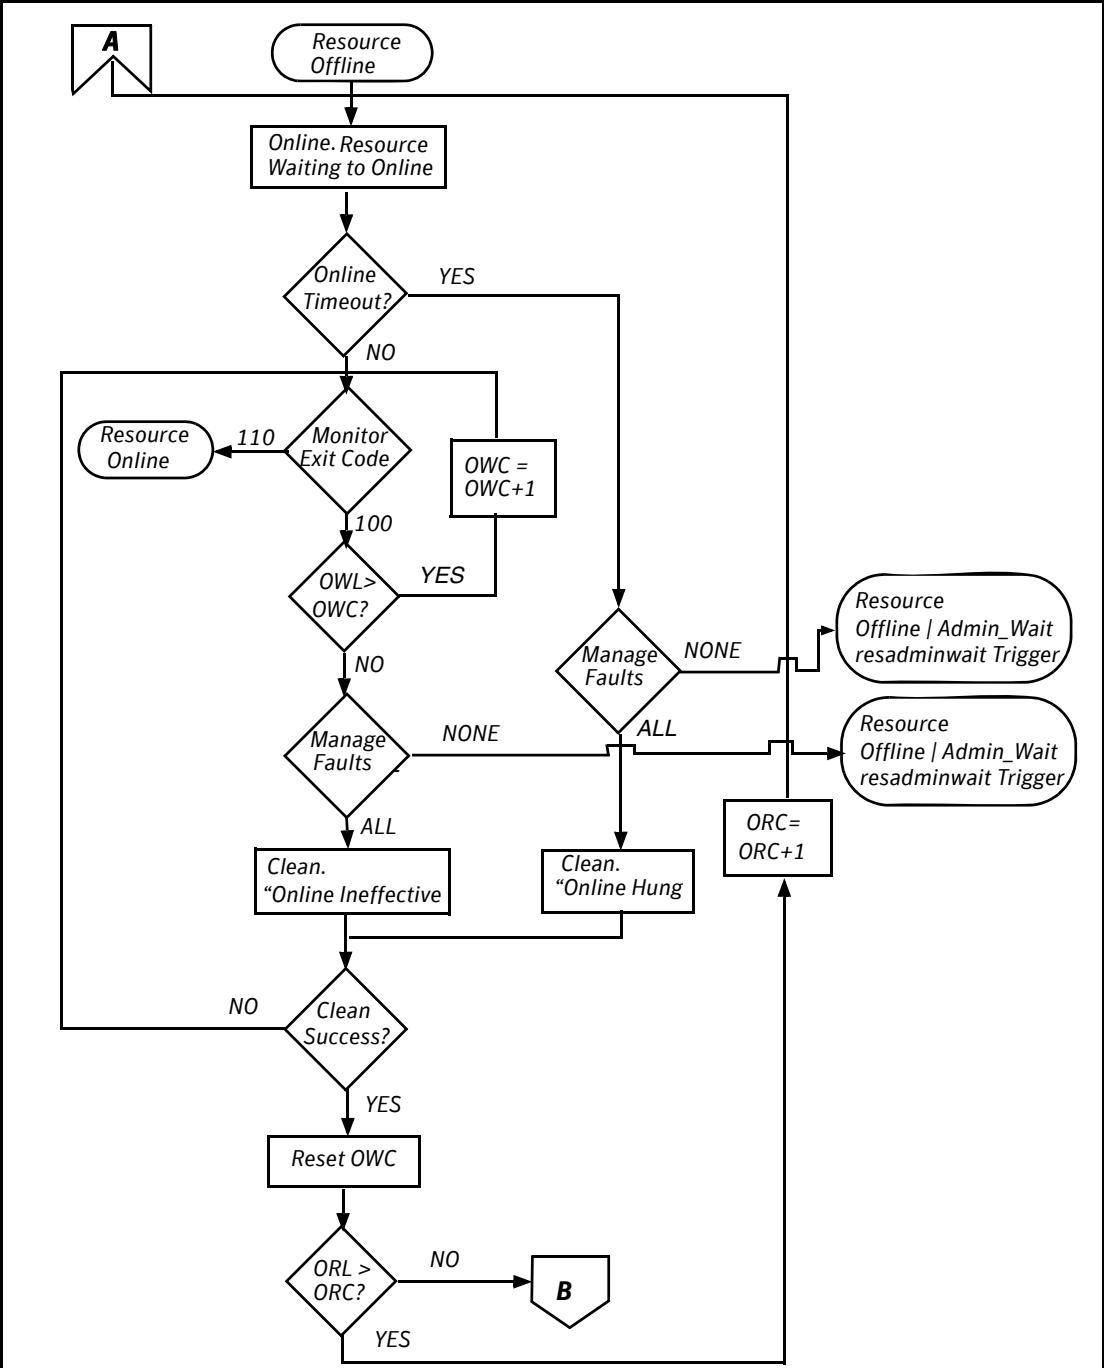 A
Resource
Offline
Online. Resource
Waiting to Online
Online
Timeout?
YES
NO
Resource
Online
110
Monitor
Exit Code
OWC =
OWC+1
100
OWL>
OWC?
YES
NO
Manage
Faults
NONE
Resource
Offline | Admin_Wait
resadminwait Trigger
ALL
Manage
Faults
NONE
Resource
Offline | Admin_Wait
resadminwait Trigger
ALL
ORC=
ORC+1
Clean.
“Online Ineffective
Clean.
“Online Hung
Clean
Success?
NO
YES
Reset OWC
ORL >
ORC?
NO
B
YES